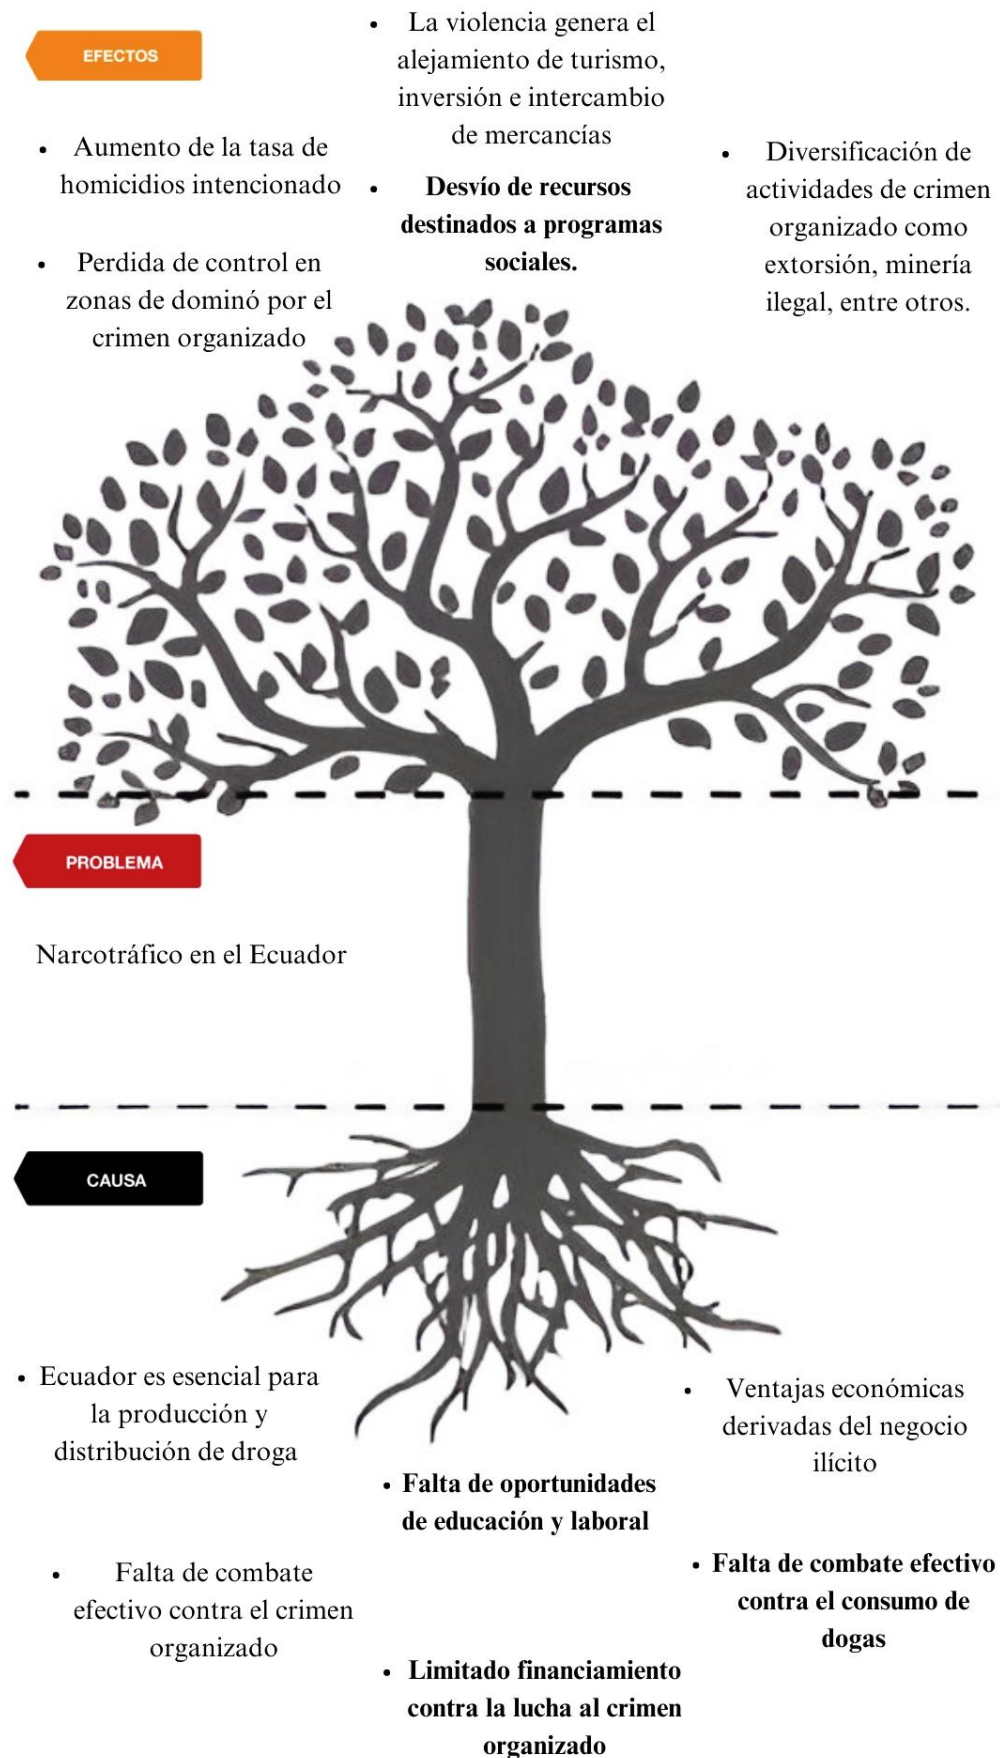 EFECTOS
• La violencia genera el
alejamiento de turismo,
inversión e intercambio
de mercancías
• Aumento de la tasa de
homicidios intencionado
• Desvío de recursos
destinados a programas
sociales.
• Diversificación de
actividades de crimen
organizado como
extorsión, minería
ilegal, entre otros.
• Perdida de control en
zonas de dominó por el
crimen organizado
PROBLEMA
Narcotráfico en el Ecuador
CAUSA
• Ecuador es esencial para
la producción y
distribución de droga
• Ventajas económicas
derivadas del negocio
ilícito
• Falta de oportunidades
de educación y laboral
• Falta de combate
efectivo contra el crimen
organizado
• Falta de combate efectivo
contra el consumo de
dogas
• Limitado financiamiento
contra la lucha al crimen
organizado